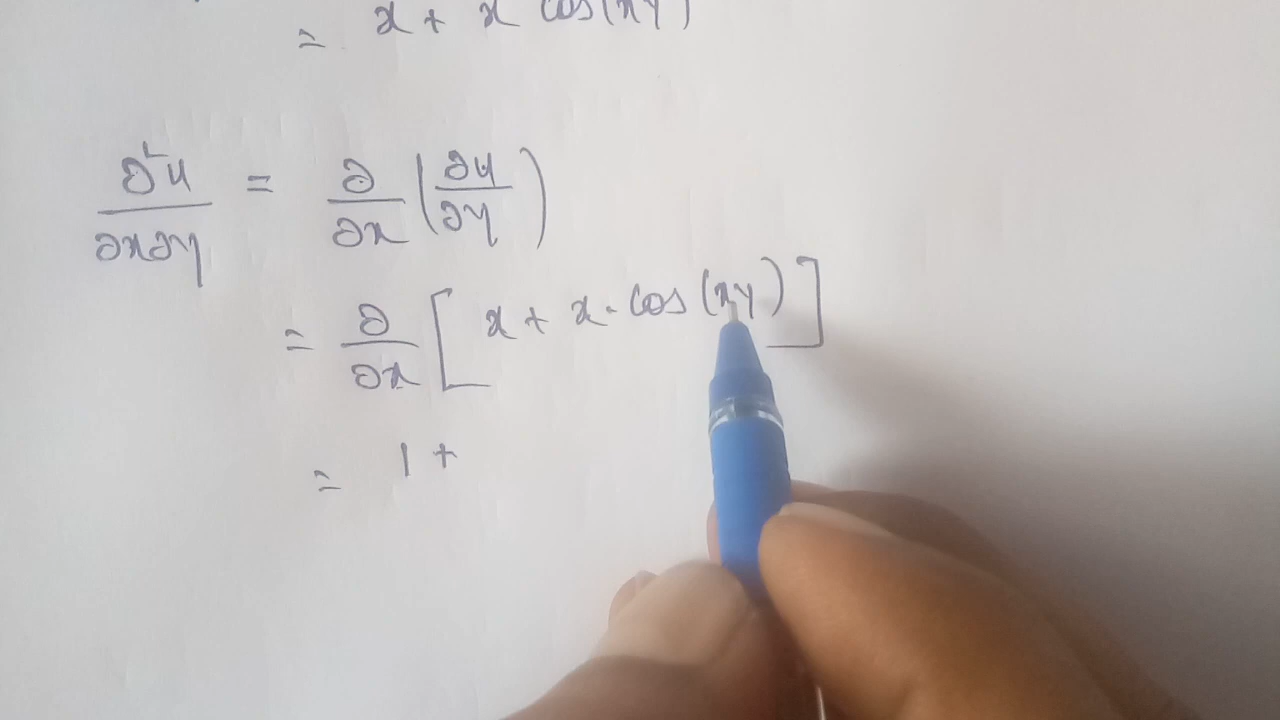 = x + x cos(xy)
∂²u/∂x∂y = ∂/∂x (∂u/∂y)
= ∂/∂x [x + x · cos(xy)]
= 1 +